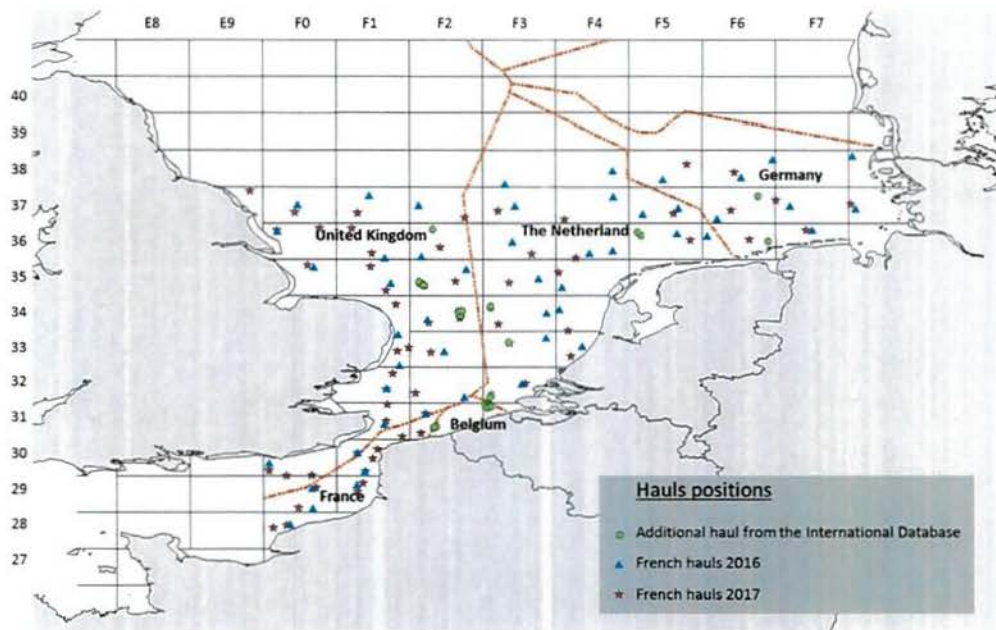 E8 E9 F0 F1 F2 F3 F4 F5 F6 F7
40
39
38
Germany
37
United Kingdom The Netherland
36
35
34
33
32
31
Belgium
30
29
France
28
27
Hauls positions
Additional haul from the International Database
French hauls 2016
French hauls 2017